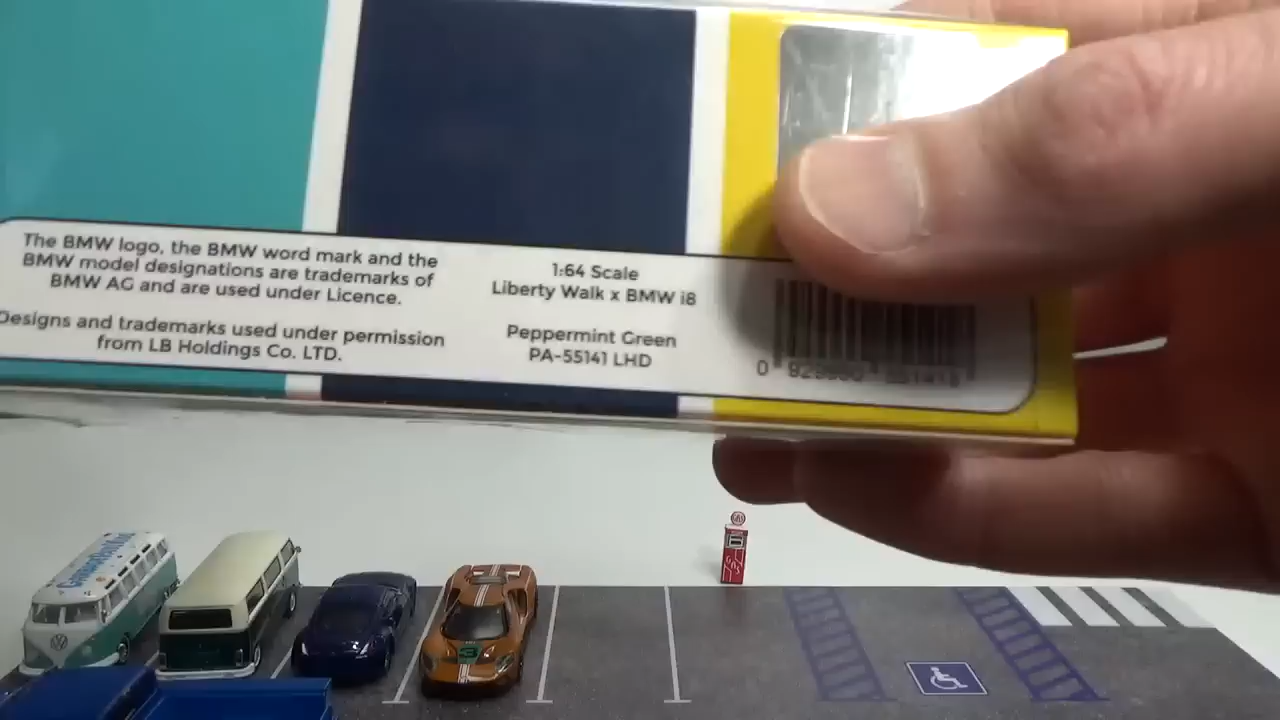 The BMW logo, the BMW word mark and the
BMW model designations are trademarks of
BMW AG and are used under Licence.
Designs and trademarks used under permission
from LB Holdings Co. LTD.
1:64 Scale
Liberty Walk x BMW i8
Peppermint Green
PA-55141 LHD
0
3